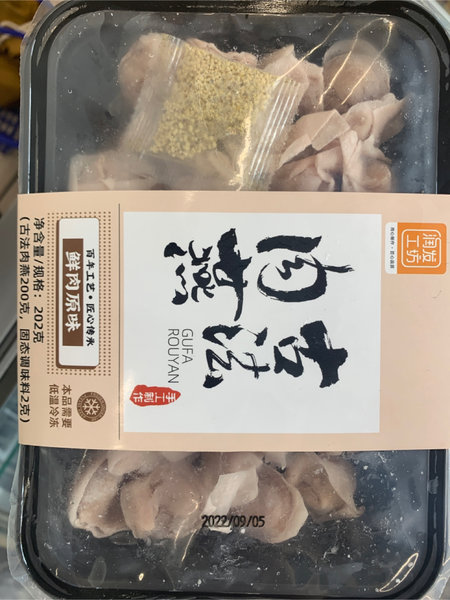 润发
工坊
古法
肉燕
GUFA
ROUYAN
手工制作
百年工艺·匠心传承
鲜肉原味
净含量/规格：202克
(古法肉燕200克，固态调味料2克)
本品需要
低温冷冻
2022/09/05